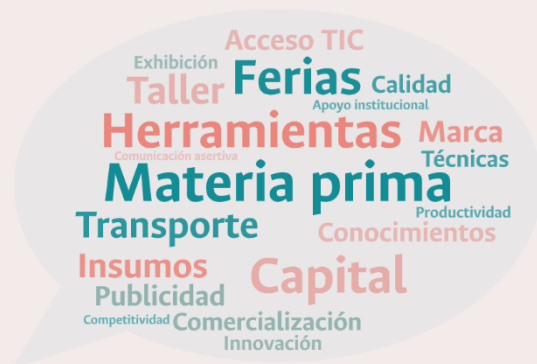 Acceso TIC
Exhibición
Taller Ferias Calidad
Apoyo institucional
Herramientas Marca
Comunicación asertiva Técnicas
Materia prima
Productividad
Transporte Conocimientos
Insumos Capital
Publicidad
Competitividad Comercialización
Innovación